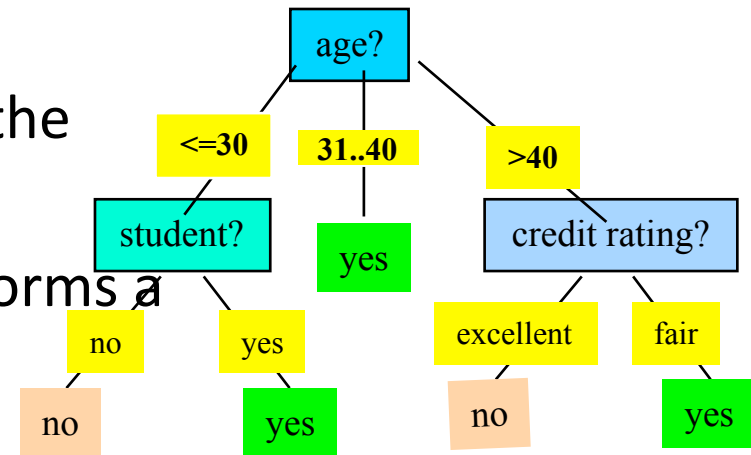 age?
the
<=30
31..40
>40
student?
yes
credit rating?
orms a
no
yes
excellent
fair
no
yes
no
yes